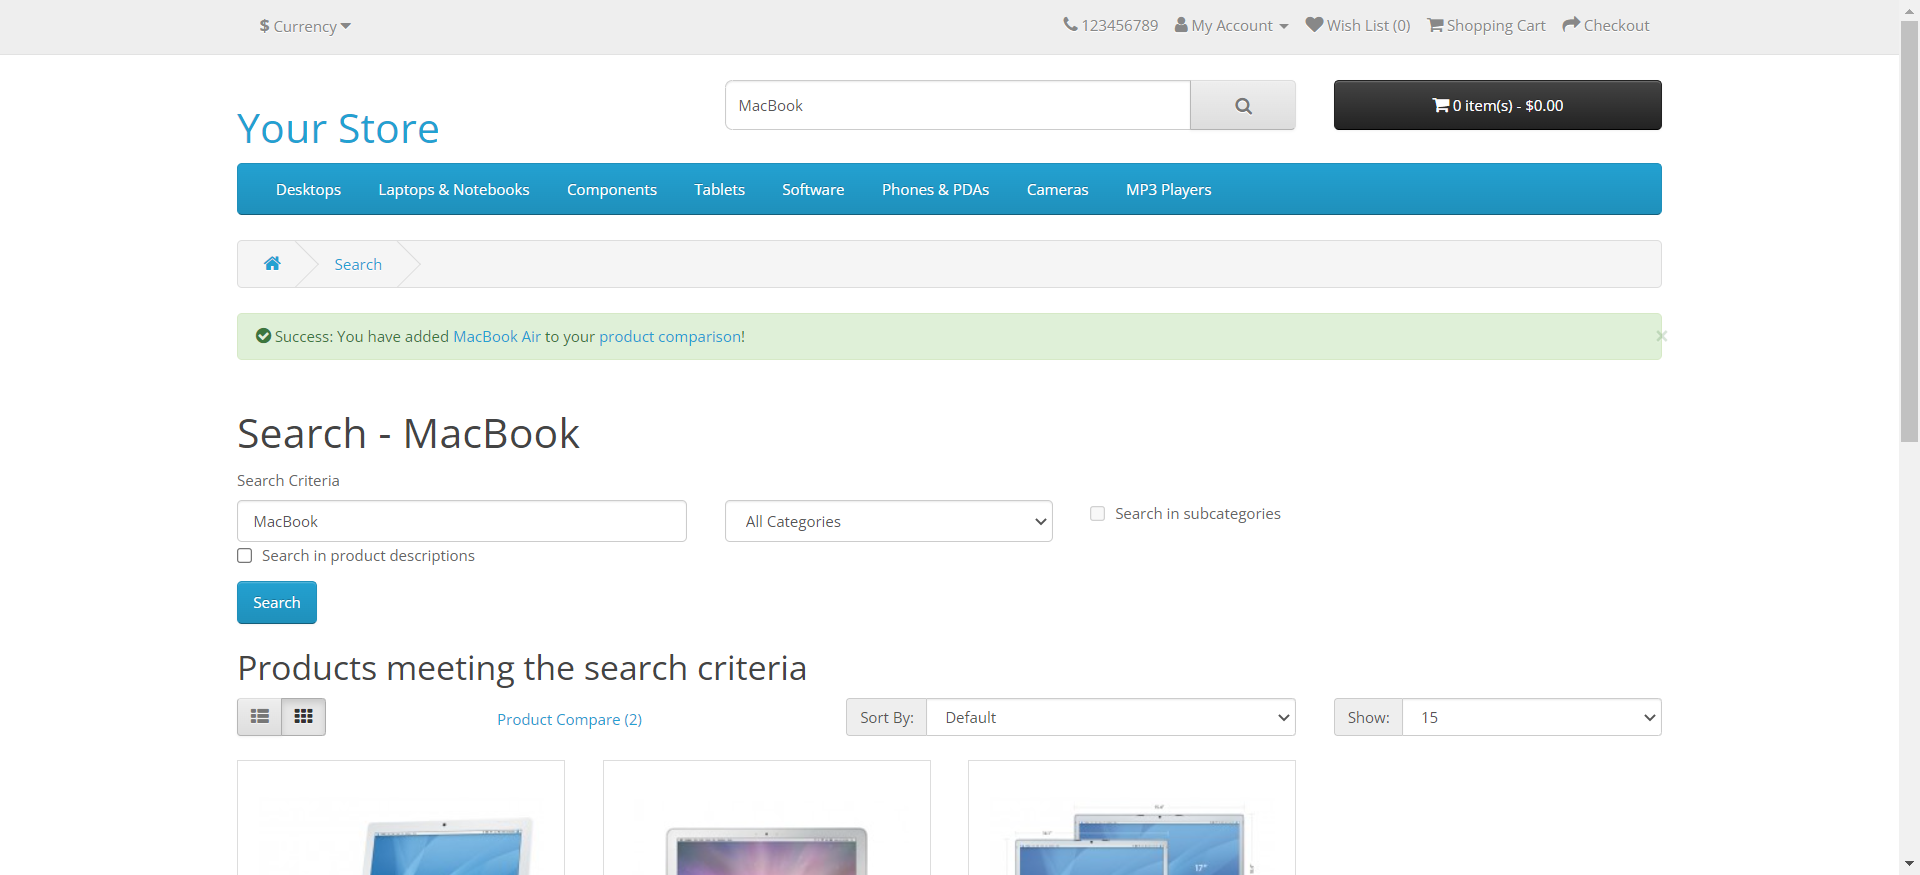 $ Currency
123456789 My Account Wish List (0) Shopping Cart Checkout
MacBook
0 item(s) - $0.00
Your Store
Desktops Laptops & Notebooks Components Tablets Software Phones & PDAs Cameras MP3 Players
Search
Success: You have added MacBook Air to your product comparison!
×
Search - MacBook
Search Criteria
MacBook
All Categories
Search in subcategories
Search in product descriptions
Search
Products meeting the search criteria
Product Compare (2)
Sort By: Default
Show: 15
17"